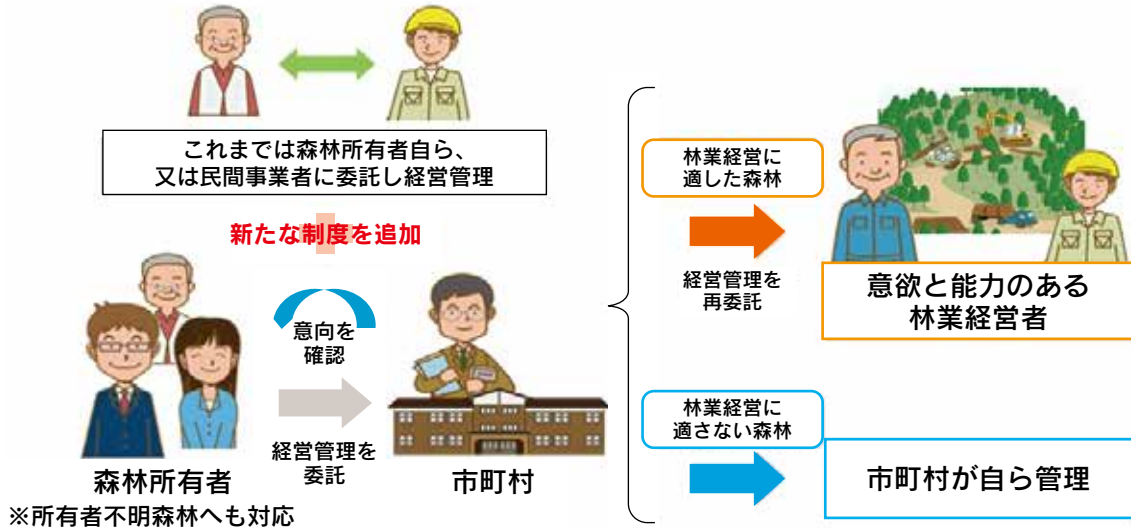 これまでは森林所有者自ら、
又は民間事業者に委託し経営管理
新たな制度を追加
意向を
確認
経営管理を
委託
森林所有者
市町村
※所有者不明森林へも対応
林業経営に
適した森林
経営管理を
再委託
意欲と能力のある
林業経営者
林業経営に
適さない森林
市町村が自ら管理